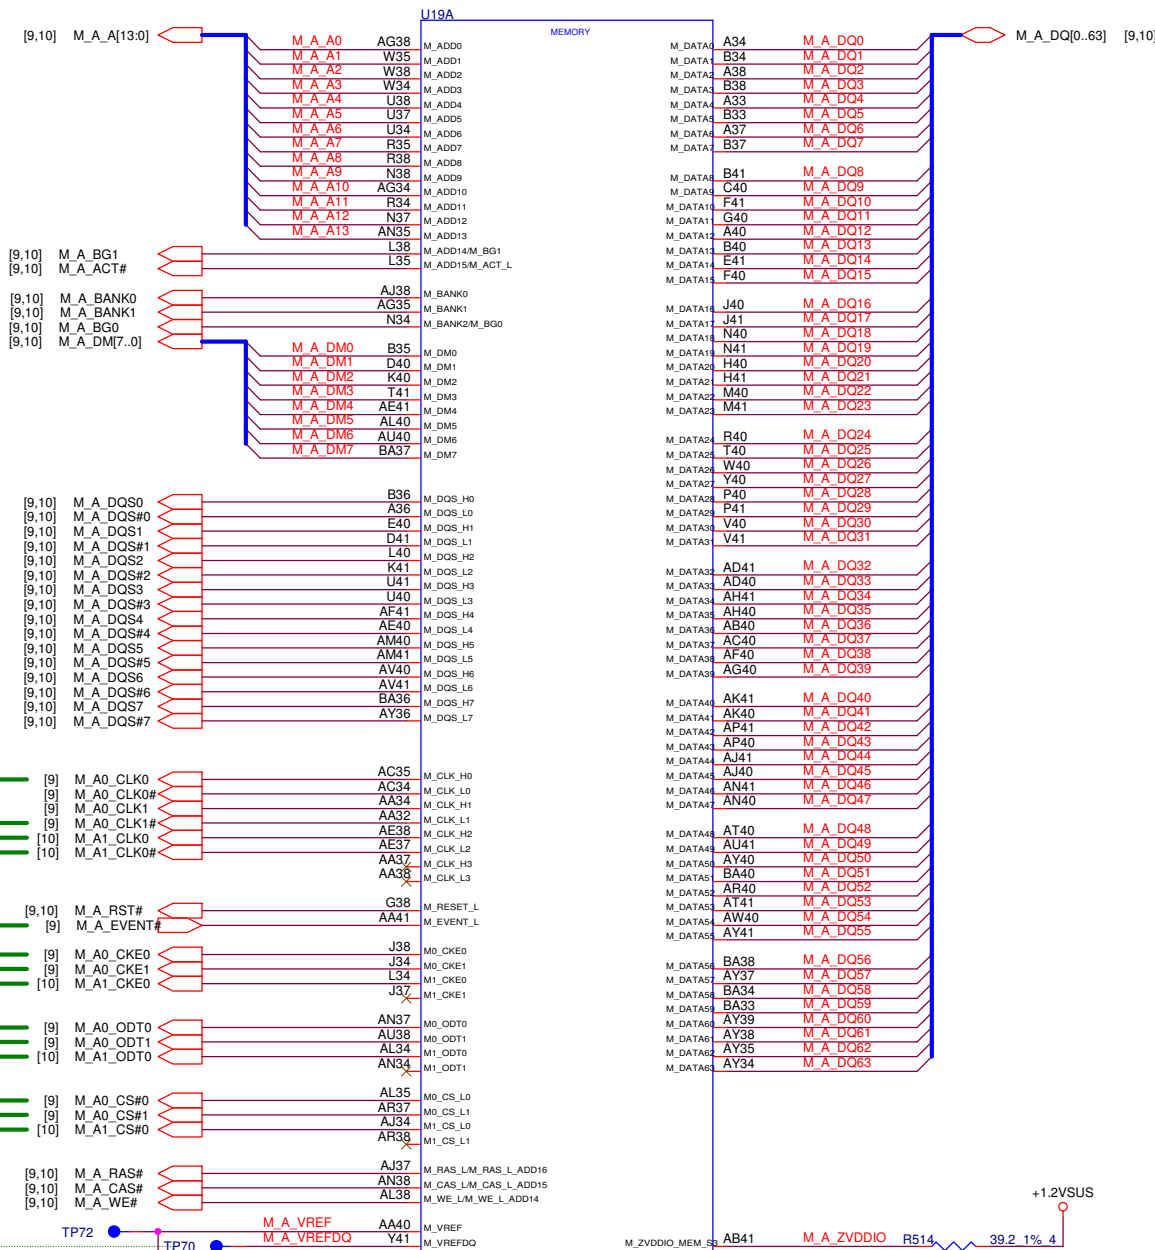 U19A
MEMORY
[9,10] M_A_A[13:0]
M_A_A0 AG38 M_ADD0
M_A_A1 W35 M_ADD1
M_A_A2 W38 M_ADD2
M_A_A3 W34 M_ADD3
M_A_A4 U38 M_ADD4
M_A_A5 U37 M_ADD5
M_A_A6 U34 M_ADD6
M_A_A7 R35 M_ADD7
M_A_A8 R38 M_ADD8
M_A_A9 N38 M_ADD9
M_A_A10 AG34 M_ADD10
M_A_A11 R34 M_ADD11
M_A_A12 N37 M_ADD12
M_A_A13 AN35 M_ADD13
[9,10] M_A_BG1 L38 M_ADD14/M_BG1
[9,10] M_A_ACT# L35 M_ADD15/M_ACT_L
[9,10] M_A_BANK0 AJ38 M_BANK0
[9,10] M_A_BANK1 AG35 M_BANK1
[9,10] M_A_BG0 N34 M_BANK2/M_BG0
[9,10] M_A_DM[7..0]
M_A_DM0 B35 M_DM0
M_A_DM1 D40 M_DM1
M_A_DM2 K40 M_DM2
M_A_DM3 T41 M_DM3
M_A_DM4 AE41 M_DM4
M_A_DM5 AL40 M_DM5
M_A_DM6 AU40 M_DM6
M_A_DM7 BA37 M_DM7
[9,10] M_A_DQS0 B36 M_DQS_H0
[9,10] M_A_DQS#0 A36 M_DQS_L0
[9,10] M_A_DQS1 E40 M_DQS_H1
[9,10] M_A_DQS#1 D41 M_DQS_L1
[9,10] M_A_DQS2 L40 M_DQS_H2
[9,10] M_A_DQS#2 K41 M_DQS_L2
[9,10] M_A_DQS3 U41 M_DQS_H3
[9,10] M_A_DQS#3 U40 M_DQS_L3
[9,10] M_A_DQS4 AF41 M_DQS_H4
[9,10] M_A_DQS#4 AE40 M_DQS_L4
[9,10] M_A_DQS5 AM40 M_DQS_H5
[9,10] M_A_DQS#5 AM41 M_DQS_L5
[9,10] M_A_DQS6 AV40 M_DQS_H6
[9,10] M_A_DQS#6 AV41 M_DQS_L6
[9,10] M_A_DQS7 BA36 M_DQS_H7
[9,10] M_A_DQS#7 AY36 M_DQS_L7
[9] M_A0_CLK0 AC35 M_CLK_H0
[9] M_A0_CLK0# AC34 M_CLK_L0
[9] M_A0_CLK1 AA34 M_CLK_H1
[9] M_A0_CLK1# AA32 M_CLK_L1
[10] M_A1_CLK0 AE38 M_CLK_H2
[10] M_A1_CLK0# AE37 M_CLK_L2
AA37 M_CLK_H3
AA38 M_CLK_L3
[9,10] M_A_RST# G38 M_RESET_L
[9] M_A_EVENT# AA41 M_EVENT_L
[9] M_A0_CKE0 J38 M0_CKE0
[9] M_A0_CKE1 J34 M0_CKE1
[10] M_A1_CKE0 L34 M1_CKE0
J37 M1_CKE1
[9] M_A0_ODT0 AN37 M0_ODT0
[9] M_A0_ODT1 AU38 M0_ODT1
[10] M_A1_ODT0 AL34 M1_ODT0
AN34 M1_ODT1
[9] M_A0_CS#0 AL35 M0_CS_L0
[9] M_A0_CS#1 AR37 M0_CS_L1
[10] M_A1_CS#0 AJ34 M1_CS_L0
AR38 M1_CS_L1
[9,10] M_A_RAS# AJ37 M_RAS_L/M_RAS_L_ADD16
[9,10] M_A_CAS# AN38 M_CAS_L/M_CAS_L_ADD15
[9,10] M_A_WE# AL38 M_WE_L/M_WE_L_ADD14
TP72 M_A_VREF AA40 M_VREF
TP70 M_A_VREFDQ Y41 M_VREFDQ
M_A_DQ[0..63] [9,10]
M_DATA0 A34 M_A_DQ0
M_DATA1 B34 M_A_DQ1
M_DATA2 A38 M_A_DQ2
M_DATA3 B38 M_A_DQ3
M_DATA4 A33 M_A_DQ4
M_DATA5 B33 M_A_DQ5
M_DATA6 A37 M_A_DQ6
M_DATA7 B37 M_A_DQ7
M_DATA8 B41 M_A_DQ8
M_DATA9 C40 M_A_DQ9
M_DATA10 F41 M_A_DQ10
M_DATA11 G40 M_A_DQ11
M_DATA12 A40 M_A_DQ12
M_DATA13 B40 M_A_DQ13
M_DATA14 E41 M_A_DQ14
M_DATA15 F40 M_A_DQ15
M_DATA16 J40 M_A_DQ16
M_DATA17 J41 M_A_DQ17
M_DATA18 N40 M_A_DQ18
M_DATA19 N41 M_A_DQ19
M_DATA20 H40 M_A_DQ20
M_DATA21 H41 M_A_DQ21
M_DATA22 M40 M_A_DQ22
M_DATA23 M41 M_A_DQ23
M_DATA24 R40 M_A_DQ24
M_DATA25 T40 M_A_DQ25
M_DATA26 W40 M_A_DQ26
M_DATA27 Y40 M_A_DQ27
M_DATA28 P40 M_A_DQ28
M_DATA29 P41 M_A_DQ29
M_DATA30 V40 M_A_DQ30
M_DATA31 V41 M_A_DQ31
M_DATA32 AD41 M_A_DQ32
M_DATA33 AD40 M_A_DQ33
M_DATA34 AH41 M_A_DQ34
M_DATA35 AH40 M_A_DQ35
M_DATA36 AB40 M_A_DQ36
M_DATA37 AC40 M_A_DQ37
M_DATA38 AF40 M_A_DQ38
M_DATA39 AG40 M_A_DQ39
M_DATA40 AK41 M_A_DQ40
M_DATA41 AK40 M_A_DQ41
M_DATA42 AP41 M_A_DQ42
M_DATA43 AP40 M_A_DQ43
M_DATA44 AJ41 M_A_DQ44
M_DATA45 AJ40 M_A_DQ45
M_DATA46 AN41 M_A_DQ46
M_DATA47 AN40 M_A_DQ47
M_DATA48 AT40 M_A_DQ48
M_DATA49 AU41 M_A_DQ49
M_DATA50 AY40 M_A_DQ50
M_DATA51 BA40 M_A_DQ51
M_DATA52 AR40 M_A_DQ52
M_DATA53 AT41 M_A_DQ53
M_DATA54 AW40 M_A_DQ54
M_DATA55 AY41 M_A_DQ55
M_DATA56 BA38 M_A_DQ56
M_DATA57 AY37 M_A_DQ57
M_DATA58 BA34 M_A_DQ58
M_DATA59 BA33 M_A_DQ59
M_DATA60 AY39 M_A_DQ60
M_DATA61 AY38 M_A_DQ61
M_DATA62 AY35 M_A_DQ62
M_DATA63 AY34 M_A_DQ63
+1.2VSUS
M_ZVDDIO_MEM_S3 AB41 M_A_ZVDDIO R514 39.2_1%_4